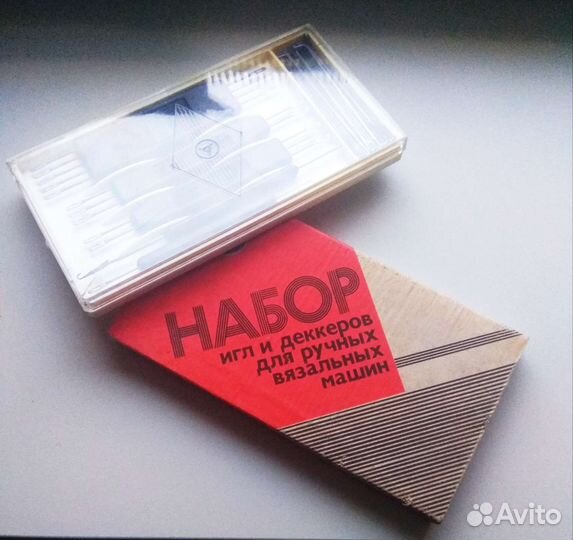 НАБОР
игл и деккеров
для ручных
вязальных
машин
Avito